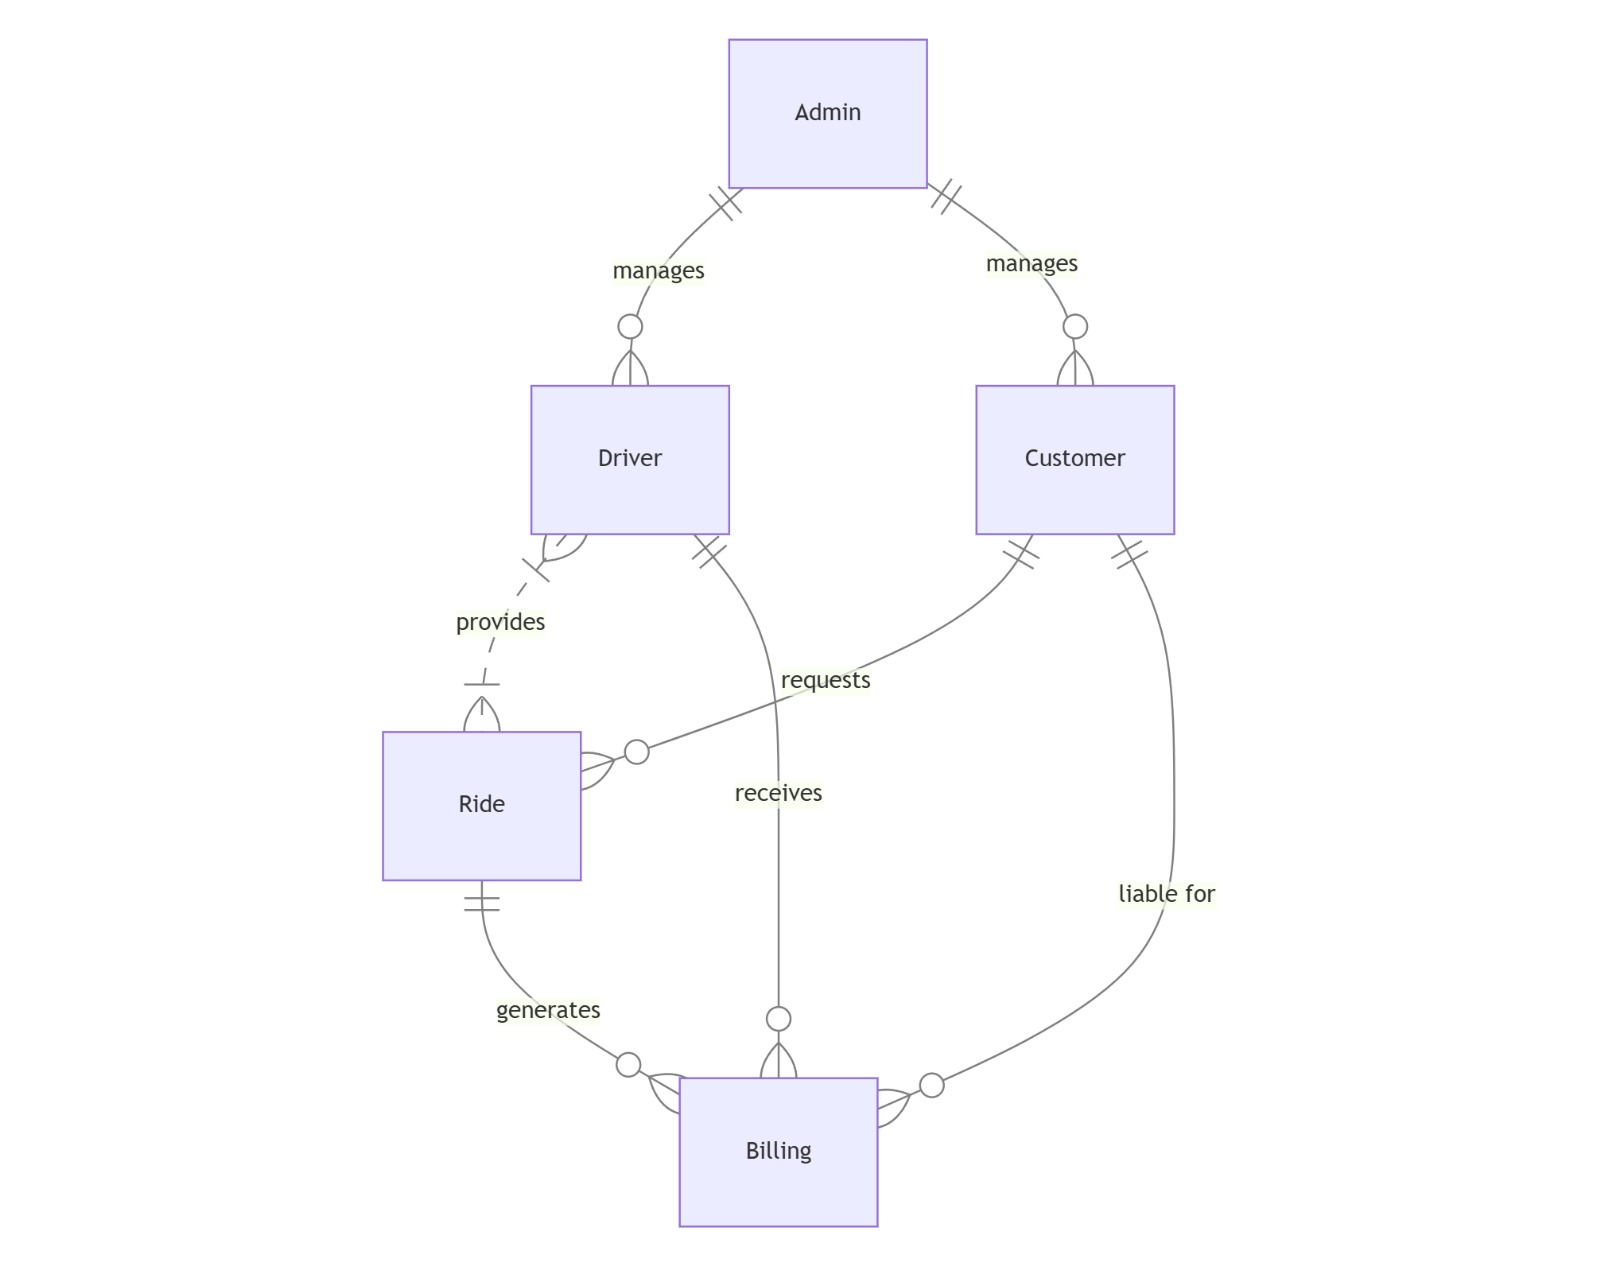 Admin
manages
manages
Driver
Customer
provides
requests
receives
Ride
liable for
generates
Billing